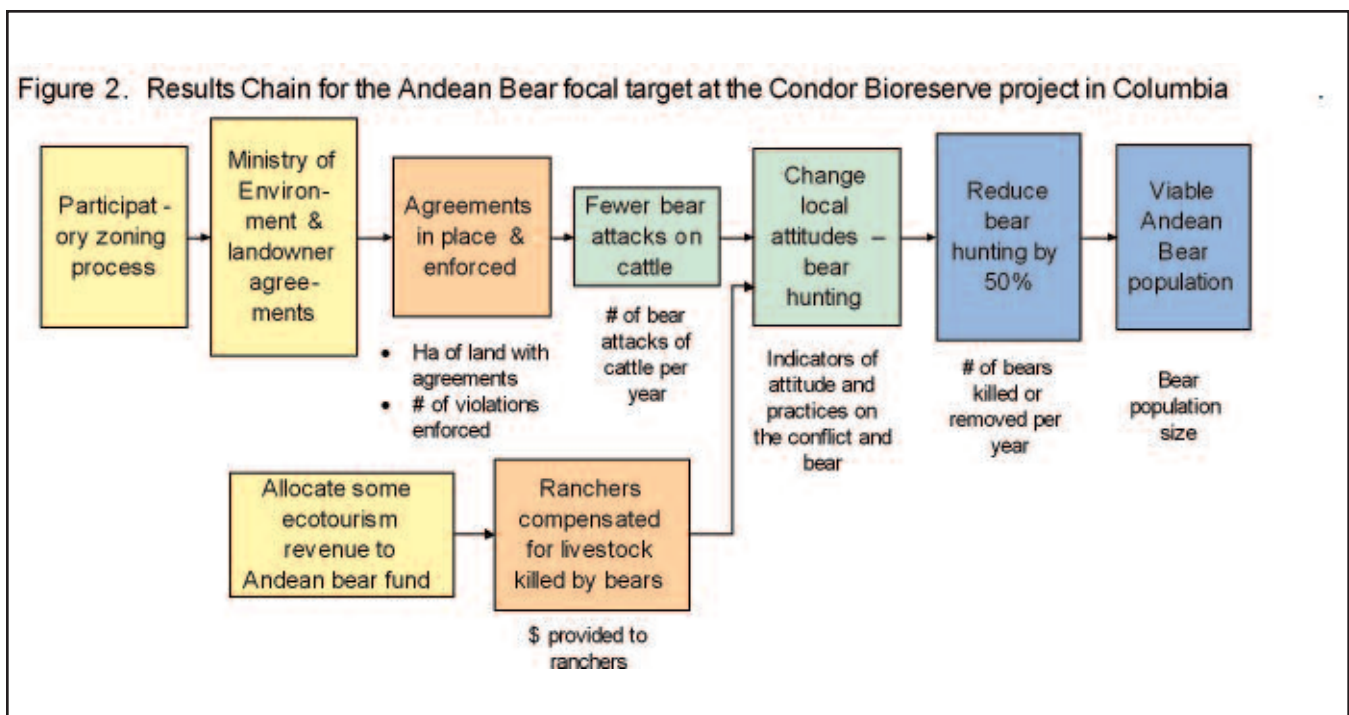 Figure 2. Results Chain for the Andean Bear focal target at the Condor Bioreserve project in Columbia
Participat -
ory zoning
process
Ministry of
Environ-
ment &
landowner
agree-
ments
Agreements
in place &
enforced
• Ha of land with
agreements
• # of violations
enforced
Fewer bear
attacks on
cattle
# of bear
attacks of
cattle per
year
Change
local
attitudes –
bear
hunting
Indicators of
attitude and
practices on
the conflict and
bear
Reduce
bear
hunting by
50%
# of bears
killed or
removed per
year
Viable
Andean
Bear
population
Bear
population
size
Allocate some
ecotourism
revenue to
Andean bear fund
Ranchers
compensated
for livestock
killed by bears
$ provided to
ranchers